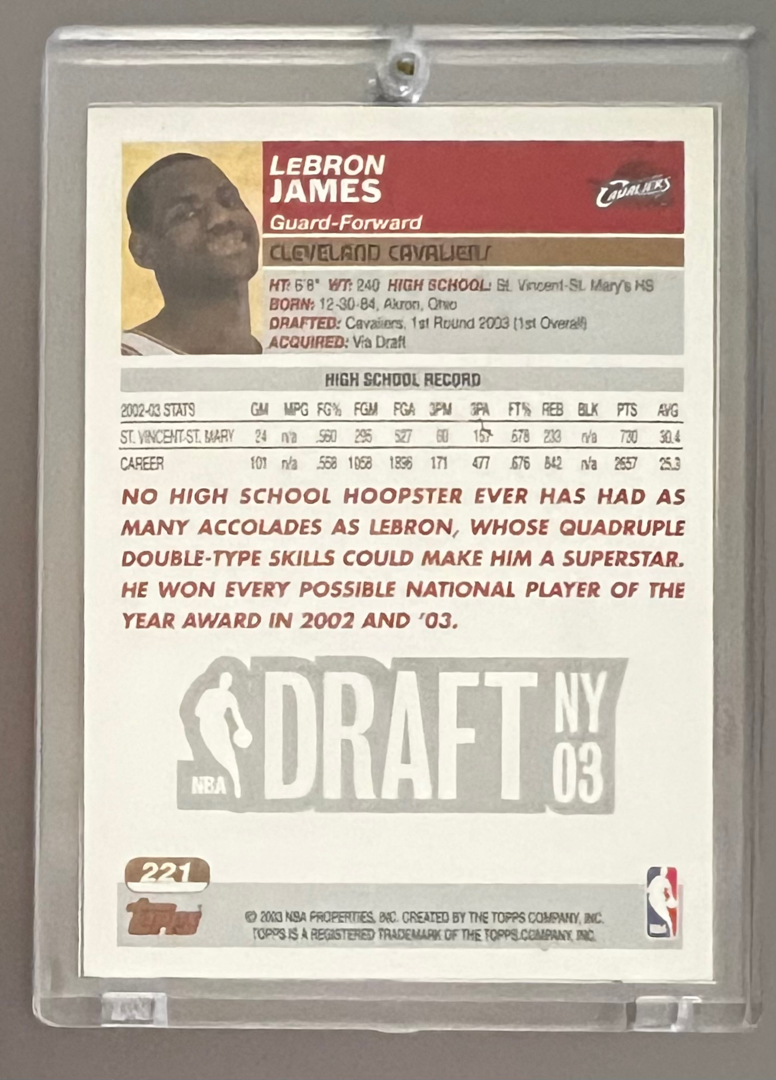 LEBRON
JAMES
CAVALIERS
Guard-Forward
CLEVELAND CAVALIERS
HT: 6'8" WT: 240 HIGH SCHOOL: St. Vincent-St. Mary's HS
BORN: 12-30-84, Akron, Ohio
DRAFTED: Cavaliers, 1st Round 2003 (1st Overall)
ACQUIRED: Via Draft
HIGH SCHOOL RECORD
2002-03 STATS GM MPG FG% FGM FGA 3PM 3PA FT% REB BLK PTS AVG
ST. VINCENT-ST. MARY 24 n/a .560 295 527 60 157 .678 233 n/a 730 30.4
CAREER 101 n/a .558 1058 1896 171 477 .676 842 n/a 2657 25.3
NO HIGH SCHOOL HOOPSTER EVER HAS HAD AS
MANY ACCOLADES AS LEBRON, WHOSE QUADRUPLE
DOUBLE-TYPE SKILLS COULD MAKE HIM A SUPERSTAR.
HE WON EVERY POSSIBLE NATIONAL PLAYER OF THE
YEAR AWARD IN 2002 AND '03.
NBA DRAFT NY
03
221
Topps
© 2003 NBA PROPERTIES, INC. CREATED BY THE TOPPS COMPANY, INC.
TOPPS IS A REGISTERED TRADEMARK OF THE TOPPS COMPANY, INC.